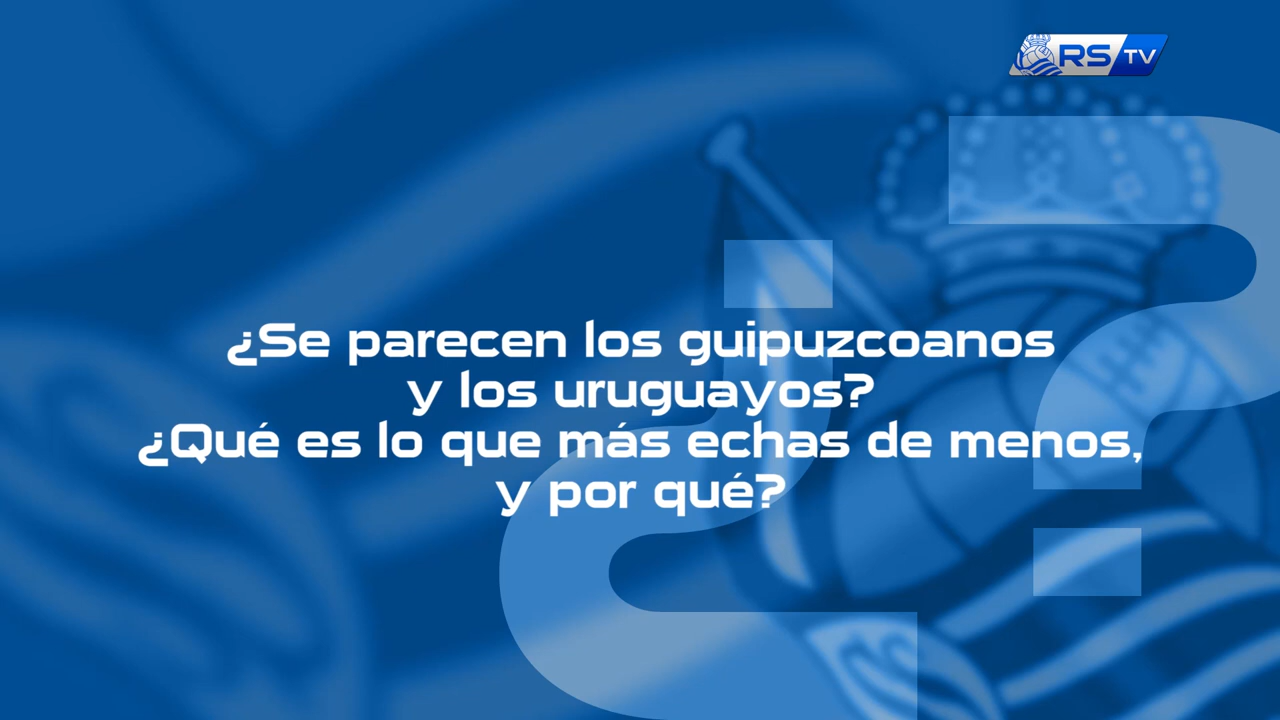 RS TV
¿Se parecen los guipuzcoanos
y los uruguayos?
¿Qué es lo que más echas de menos,
y por qué?